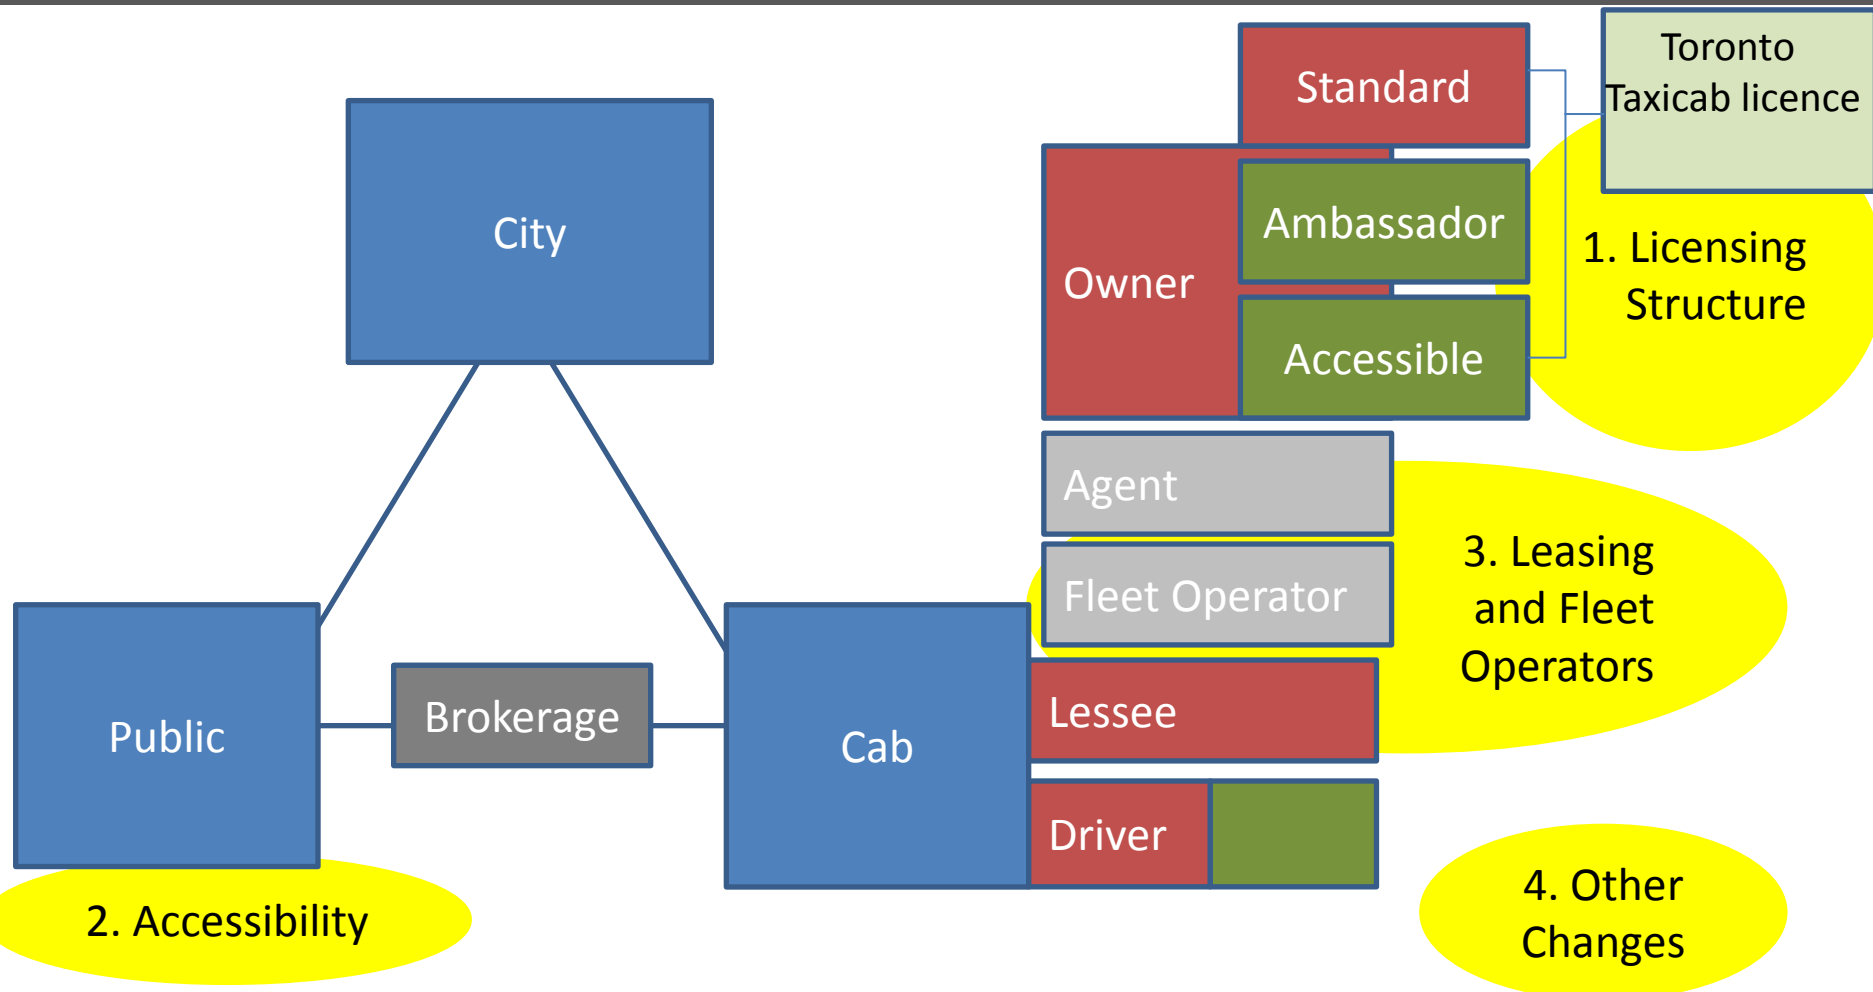 Toronto
Taxicab licence
Standard
City
Ambassador
Owner
1. Licensing
Structure
Accessible
Agent
3. Leasing
and Fleet
Operators
Fleet Operator
Public
Brokerage
Cab
Lessee
Driver
2. Accessibility
4. Other
Changes